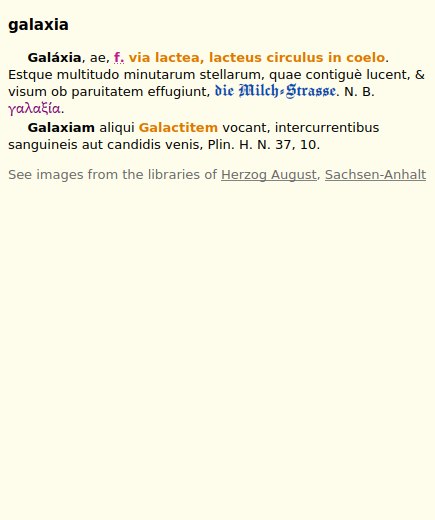 galaxia
Galáxia, ae, f. via lactea, lacteus circulus in coelo.
Estque multitudo minutarum stellarum, quae contiguè lucent, &
visum ob paruitatem effugiunt, die Milch-Strasse. N. B.
γαλαξία.
Galaxiam aliqui Galactitem vocant, intercurrentibus
sanguineis aut candidis venis, Plin. H. N. 37, 10.
See images from the libraries of Herzog August, Sachsen-Anhalt